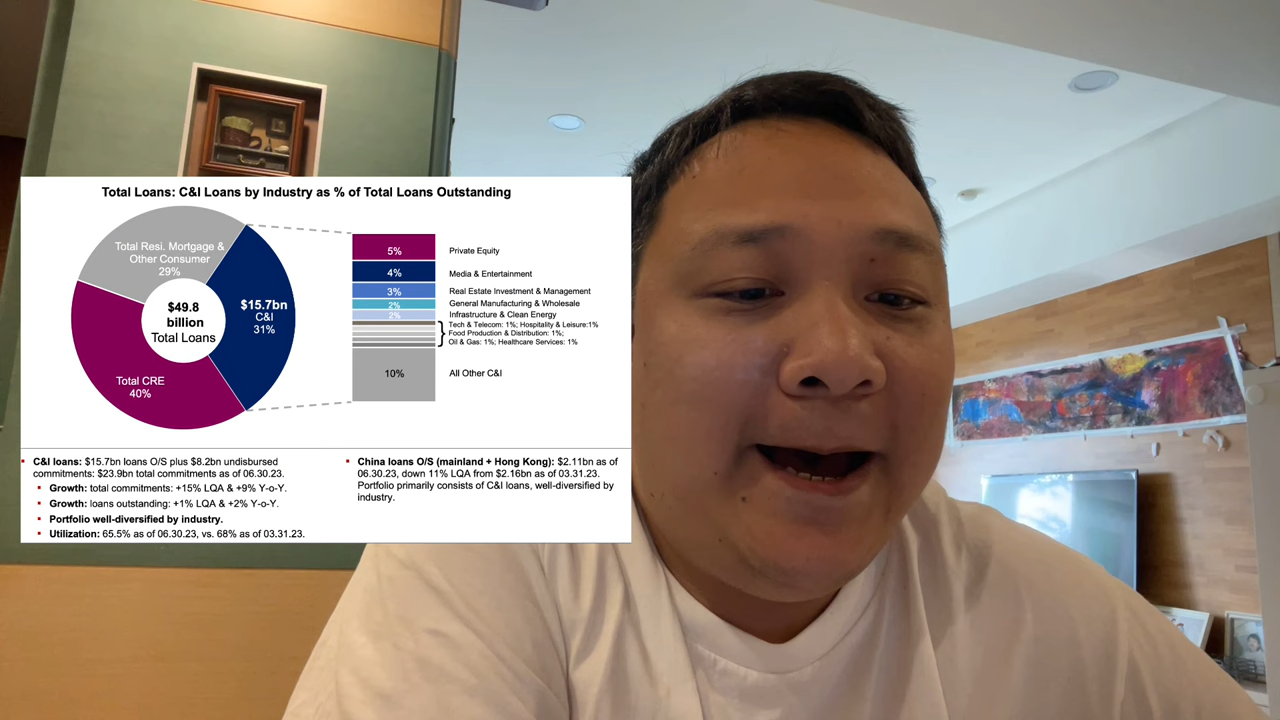 Total Loans: C&I Loans by Industry as % of Total Loans Outstanding
Total Resi. Mortgage &
Other Consumer
29%
$49.8
billion
Total Loans
$15.7bn
C&I
31%
Total CRE
40%
5% Private Equity
4% Media & Entertainment
3% Real Estate Investment & Management
2% General Manufacturing & Wholesale
2% Infrastructure & Clean Energy
Tech & Telecom: 1%; Hospitality & Leisure:1%
Food Production & Distribution: 1%;
Oil & Gas: 1%; Healthcare Services: 1%
10% All Other C&I
▪ C&I loans: $15.7bn loans O/S plus $8.2bn undisbursed
commitments: $23.9bn total commitments as of 06.30.23.
▪ Growth: total commitments: +15% LQA & +9% Y-o-Y.
▪ Growth: loans outstanding: +1% LQA & +2% Y-o-Y.
▪ Portfolio well-diversified by industry.
▪ Utilization: 65.5% as of 06.30.23, vs. 68% as of 03.31.23.
▪ China loans O/S (mainland + Hong Kong): $2.11bn as of
06.30.23, down 11% LQA from $2.16bn as of 03.31.23.
Portfolio primarily consists of C&I loans, well-diversified by
industry.